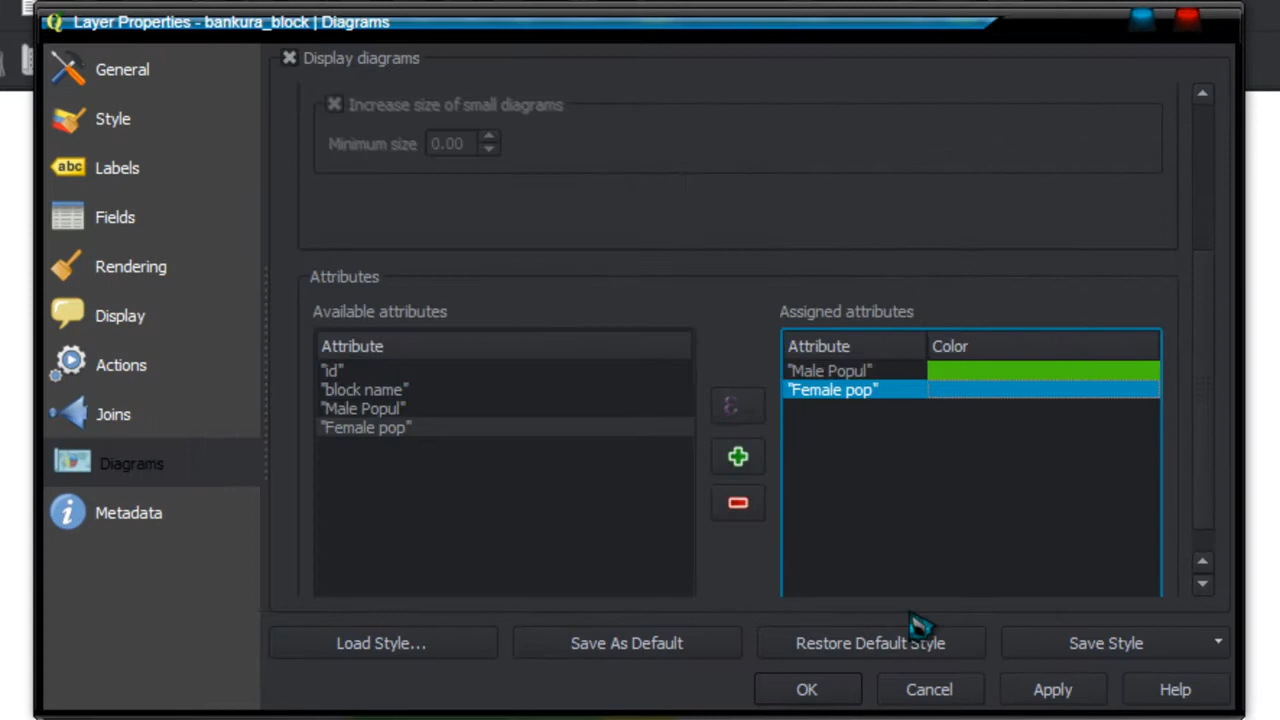 Layer Properties - bankura_block | Diagrams
General
Style
Labels
Fields
Rendering
Display
Actions
Joins
Diagrams
Metadata
abc
Display diagrams
Increase size of small diagrams
Minimum size 0.00
Attributes
Available attributes
Attribute
"id"
"block name"
"Male Popul"
"Female pop"
ε
Assigned attributes
Attribute Color
"Male Popul"
"Female pop"
Load Style... Save As Default Restore Default Style Save Style
OK Cancel Apply Help